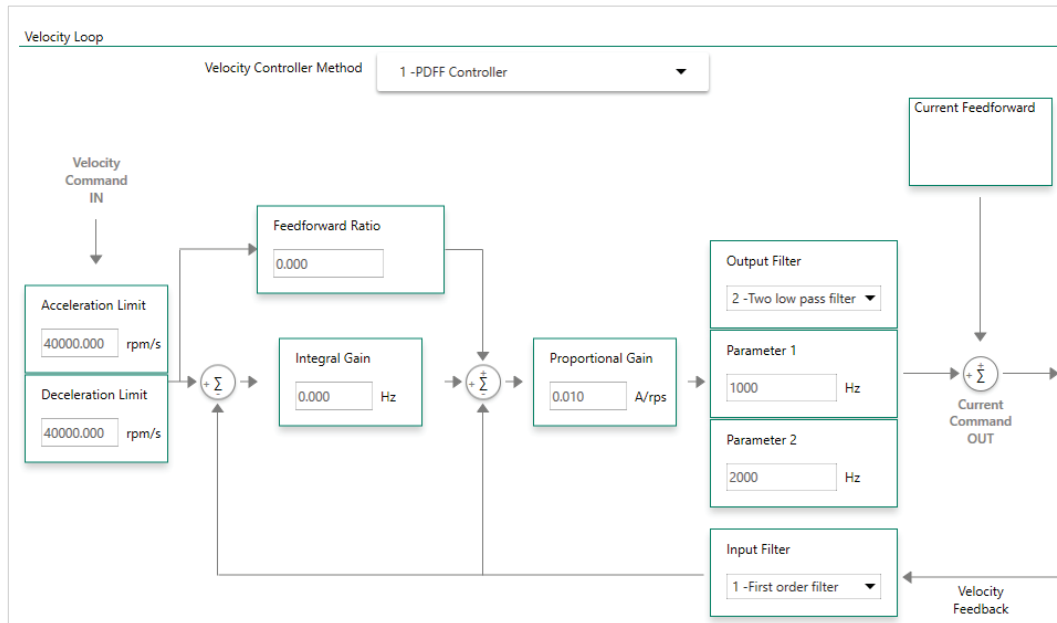 Velocity Loop
Velocity Controller Method
1 -PDFF Controller
Current Feedforward
Velocity
Command
IN
Feedforward Ratio
0.000
Output Filter
2 -Two low pass filter
Acceleration Limit
40000.000 rpm/s
Integral Gain
0.000 Hz
Proportional Gain
0.010 A/rps
Parameter 1
1000 Hz
+ Σ -
+ ± Σ -
+ ± Σ
Deceleration Limit
40000.000 rpm/s
Current
Command
OUT
Parameter 2
2000 Hz
Input Filter
1 -First order filter
Velocity
Feedback